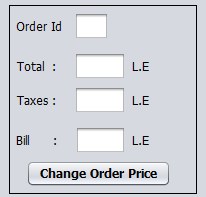 Order Id
Total : L.E
Taxes : L.E
Bill : L.E
Change Order Price